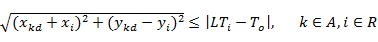 √((x_{kd} + x_i)² + (y_{kd} − y_i)²) ≤ |LT_i − T_o|, k ∈ A, i ∈ R